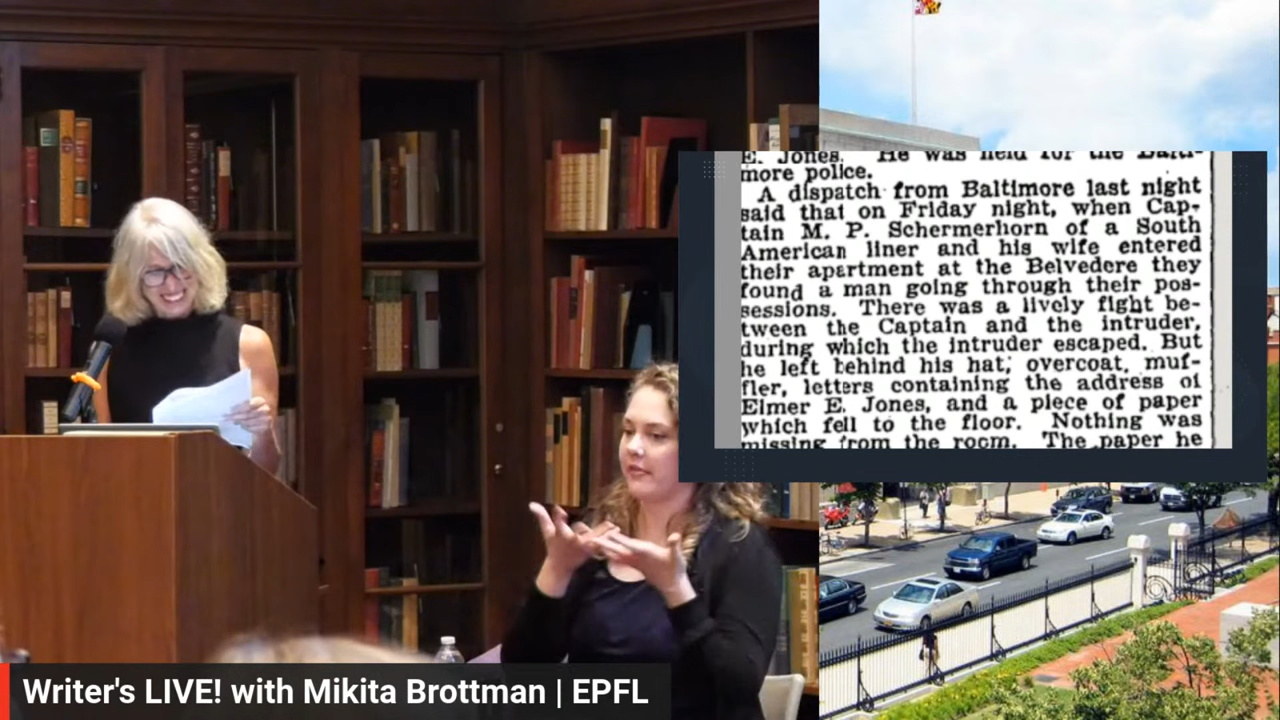 E. Jones. He was held for the Balti-
more police.
A dispatch from Baltimore last night
said that on Friday night, when Cap-
tain M. P. Schermerhorn of a South
American liner and his wife entered
their apartment at the Belvedere they
found a man going through their pos-
sessions. There was a lively fight be-
tween the Captain and the intruder,
during which the intruder escaped. But
he left behind his hat, overcoat, muf-
fler, letters containing the address of
Elmer E. Jones, and a piece of paper
which fell to the floor. Nothing was
missing from the room. The paper he
Writer's LIVE! with Mikita Brottman | EPFL